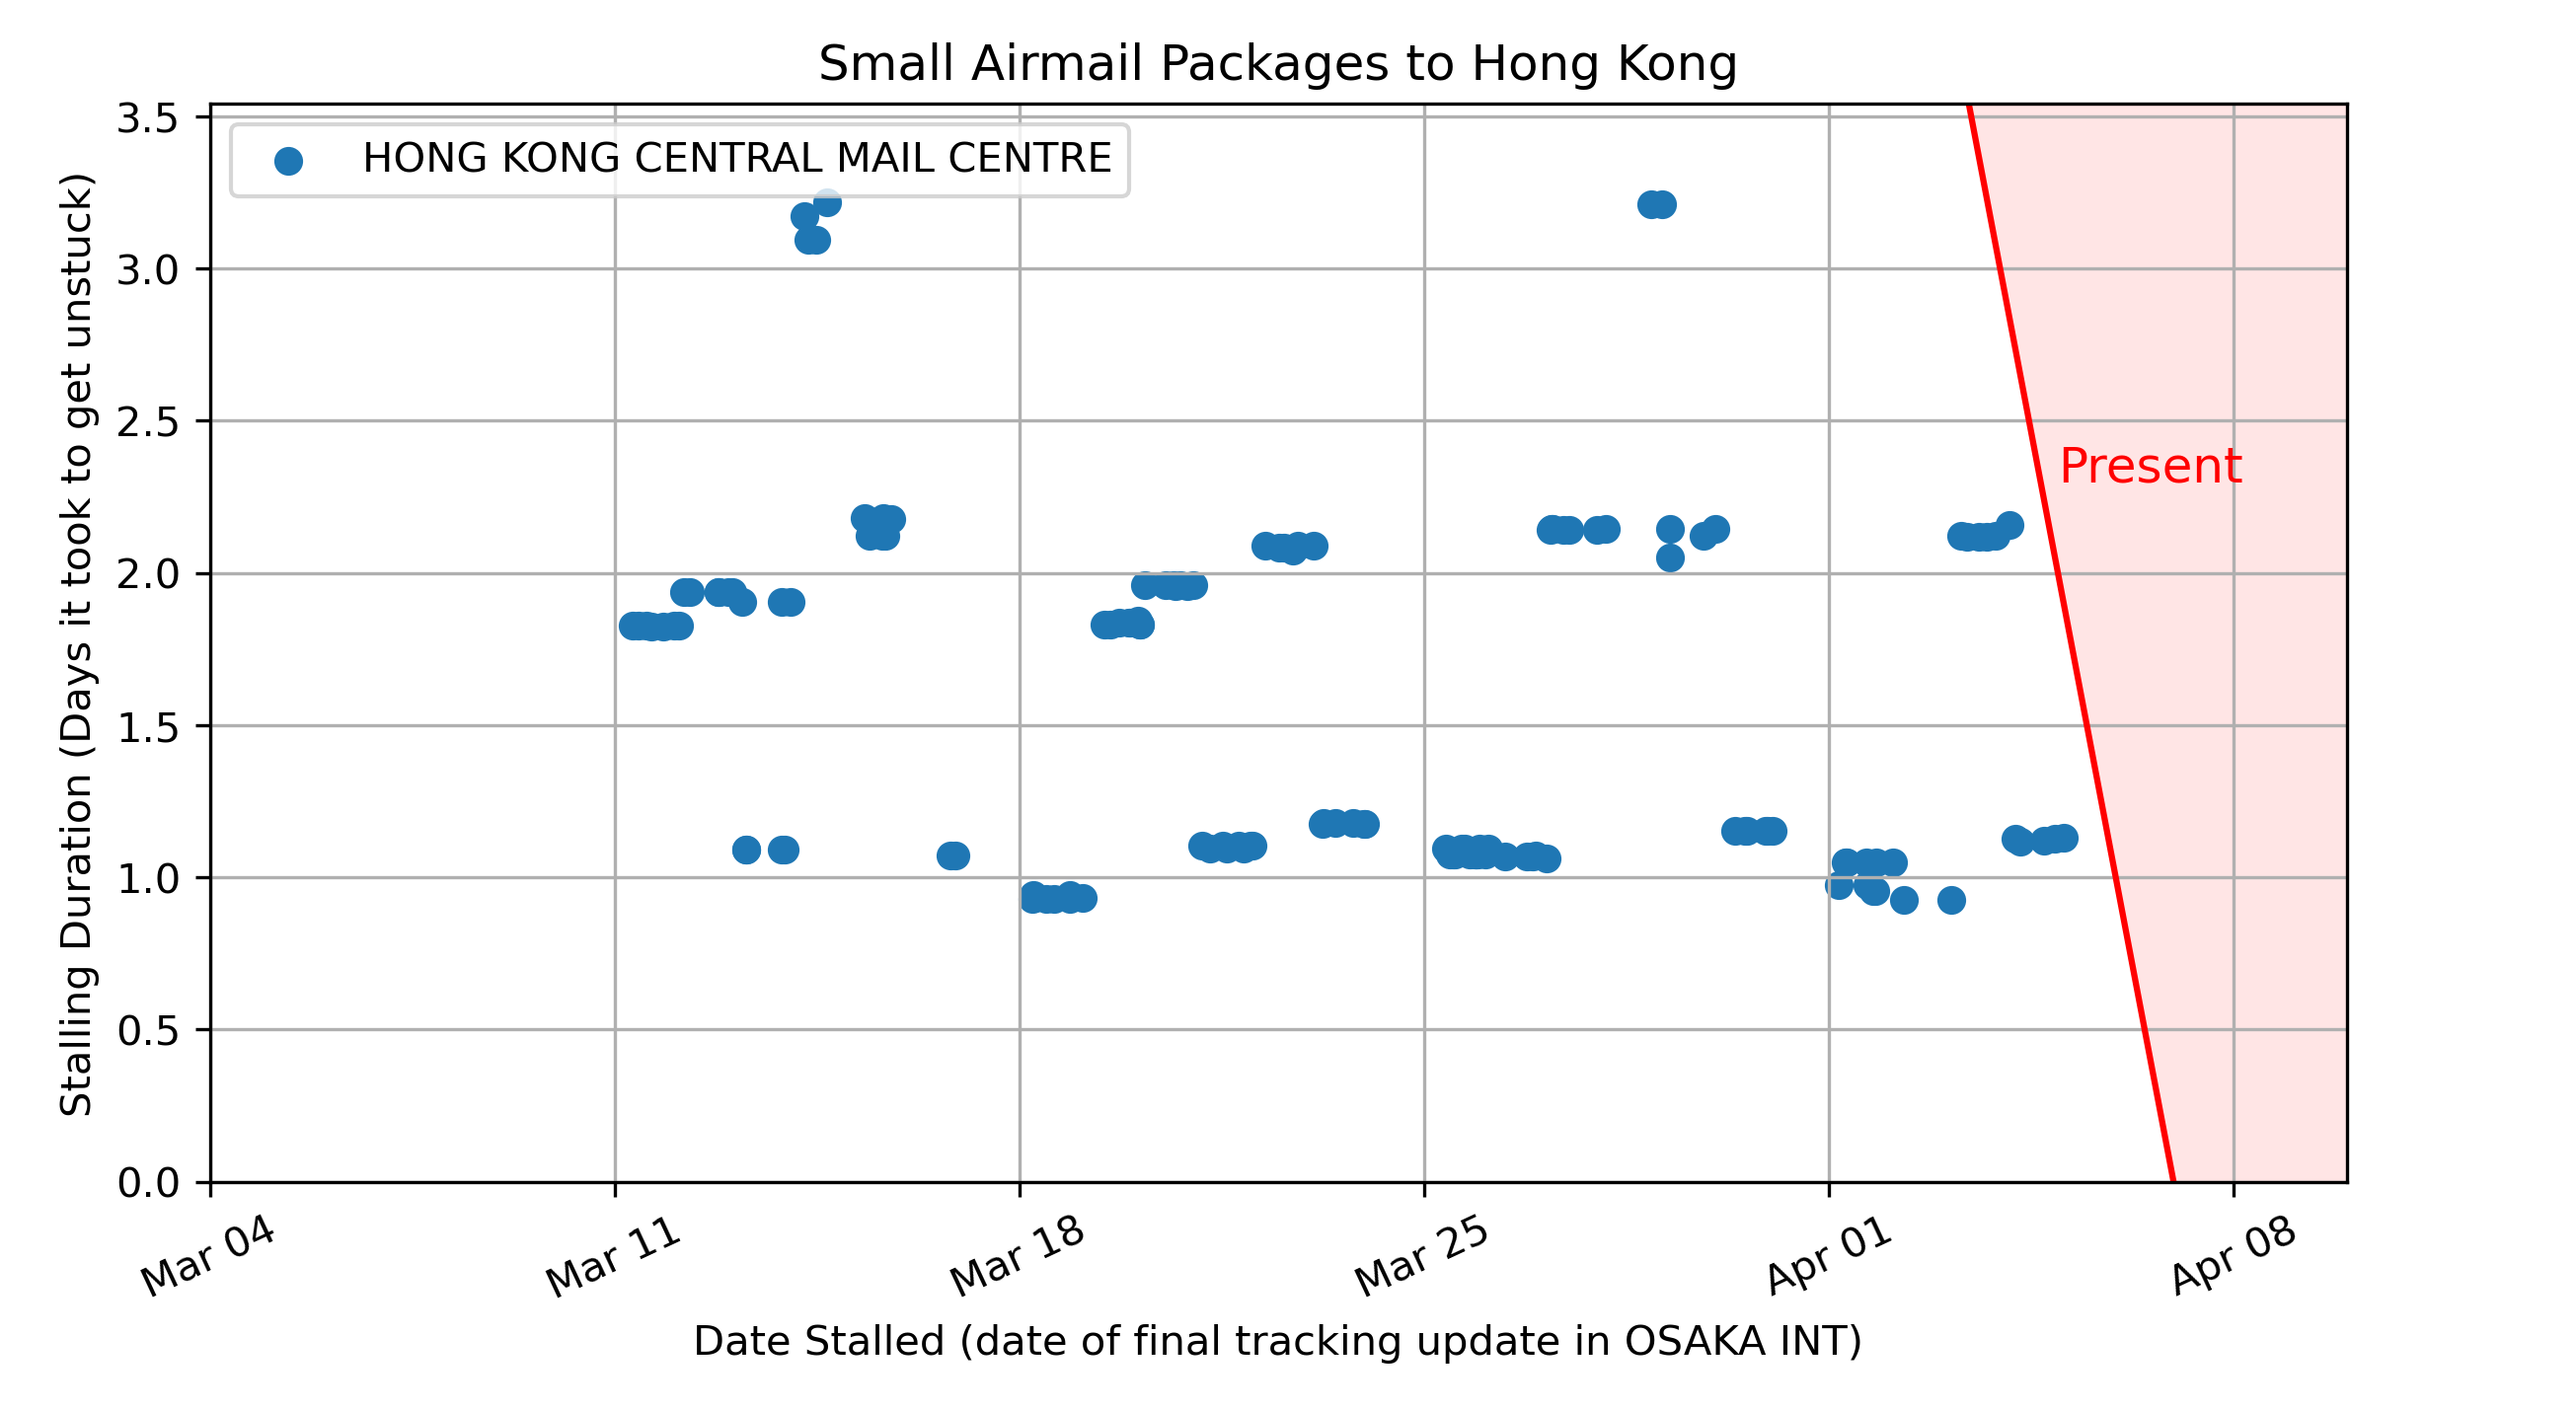 Small Airmail Packages to Hong Kong
HONG KONG CENTRAL MAIL CENTRE
3.5
3.0
2.5
2.0
1.5
1.0
0.5
0.0
Stalling Duration (Days it took to get unstuck)
Present
Mar 04
Mar 11
Mar 18
Mar 25
Apr 01
Apr 08
Date Stalled (date of final tracking update in OSAKA INT)